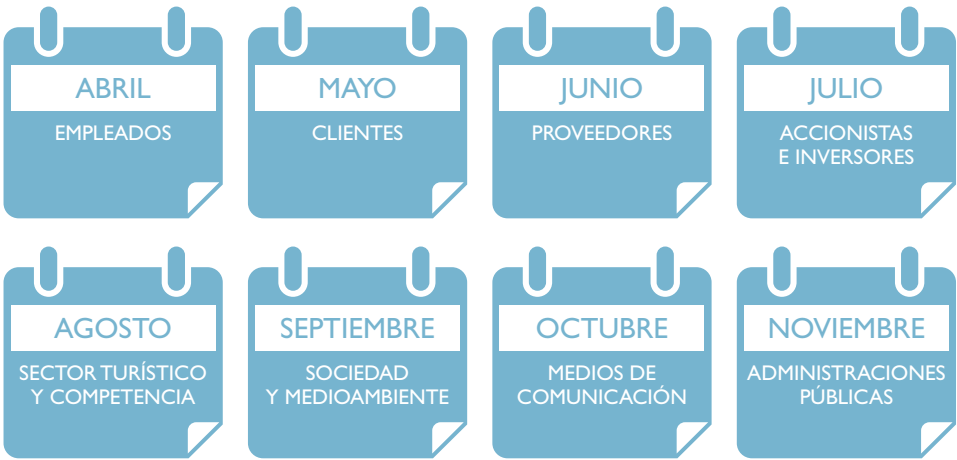 ABRIL
EMPLEADOS
MAYO
CLIENTES
JUNIO
PROVEEDORES
JULIO
ACCIONISTAS
E INVERSORES
AGOSTO
SECTOR TURÍSTICO
Y COMPETENCIA
SEPTIEMBRE
SOCIEDAD
Y MEDIOAMBIENTE
OCTUBRE
MEDIOS DE
COMUNICACIÓN
NOVIEMBRE
ADMINISTRACIONES
PÚBLICAS